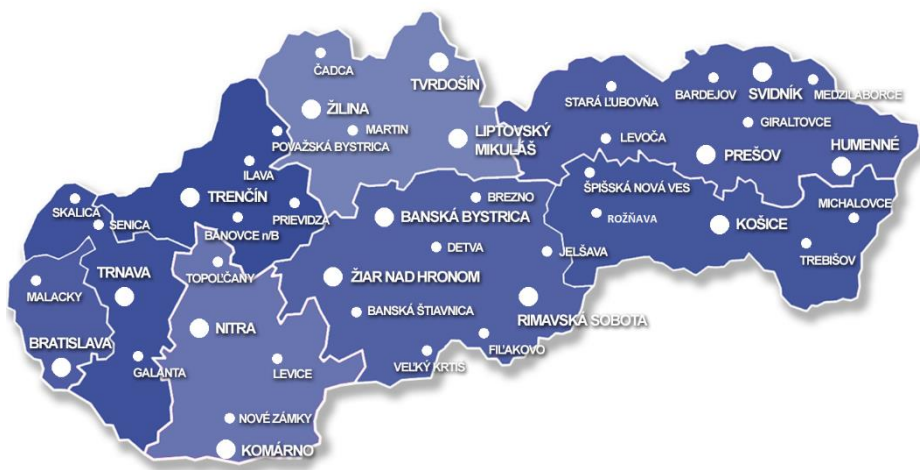 ČADCA
TVRDOŠÍN
ŽILINA
MARTIN
POVAŽSKÁ BYSTRICA
LIPTOVSKÝ
MIKULÁŠ
STARÁ ĽUBOVŇA
BARDEJOV
SVIDNÍK
MEDZILABORCE
GIRALTOVCE
LEVOČA
PREŠOV
HUMENNÉ
ILAVA
TRENČÍN
SKALICA
SENICA
BÁNOVCE n/B
PRIEVIDZA
BREZNO
BANSKÁ BYSTRICA
DETVA
JELŠAVA
ŠPIŠSKÁ NOVÁ VES
ROŽŇAVA
KOŠICE
MICHALOVCE
TREBIŠOV
MALACKY
TRNAVA
TOPOĽČANY
ŽIAR NAD HRONOM
BANSKÁ ŠTIAVNICA
RIMAVSKÁ SOBOTA
BRATISLAVA
GALANTA
NITRA
LEVICE
VEĽKÝ KRTÍŠ
FIĽAKOVO
NOVÉ ZÁMKY
KOMÁRNO